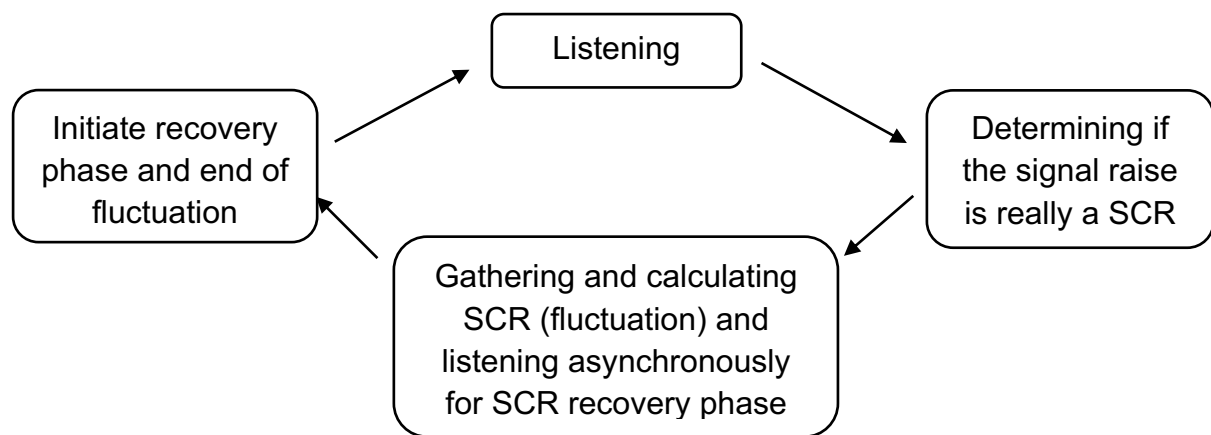 Listening
Initiate recovery
phase and end of
fluctuation
Determining if
the signal raise
is really a SCR
Gathering and calculating
SCR (fluctuation) and
listening asynchronously
for SCR recovery phase